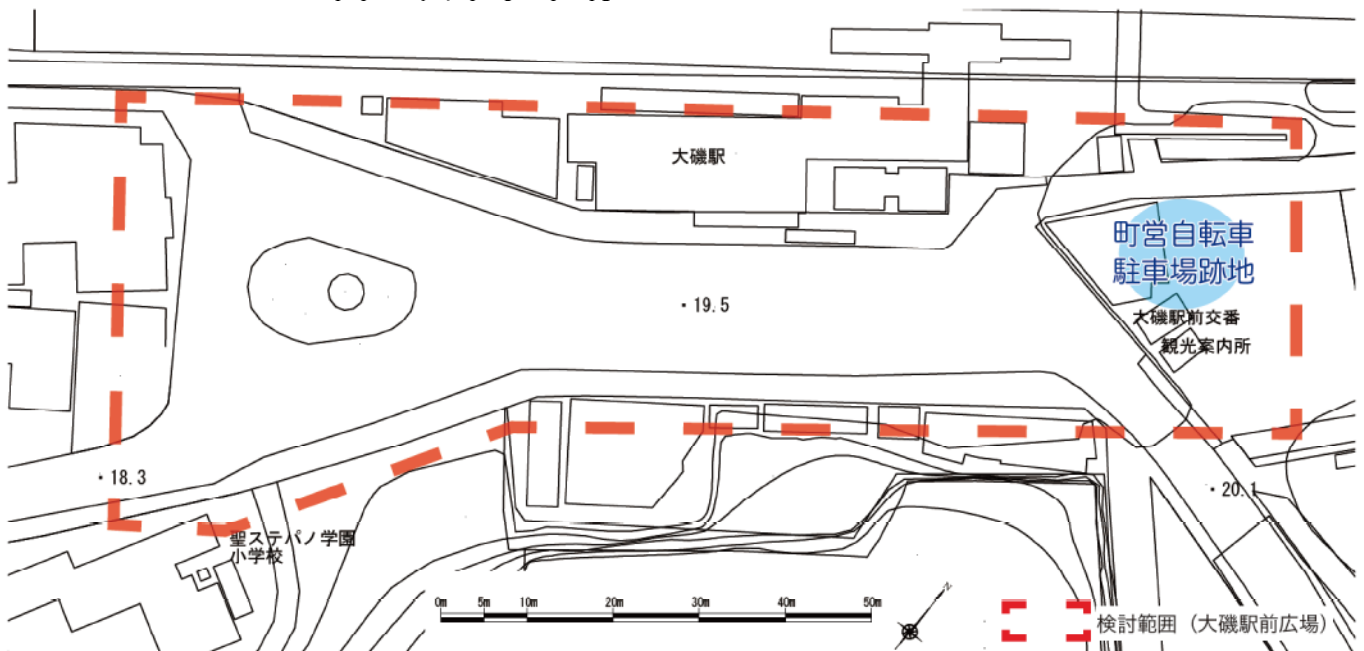 大磯駅
町営自転車
駐車場跡地
・19.5
大磯駅前交番
観光案内所
・18.3
・20.1
聖ステパノ学園
小学校
0m 5m 10m 20m 30m 40m 50m
N
検討範囲（大磯駅前広場）